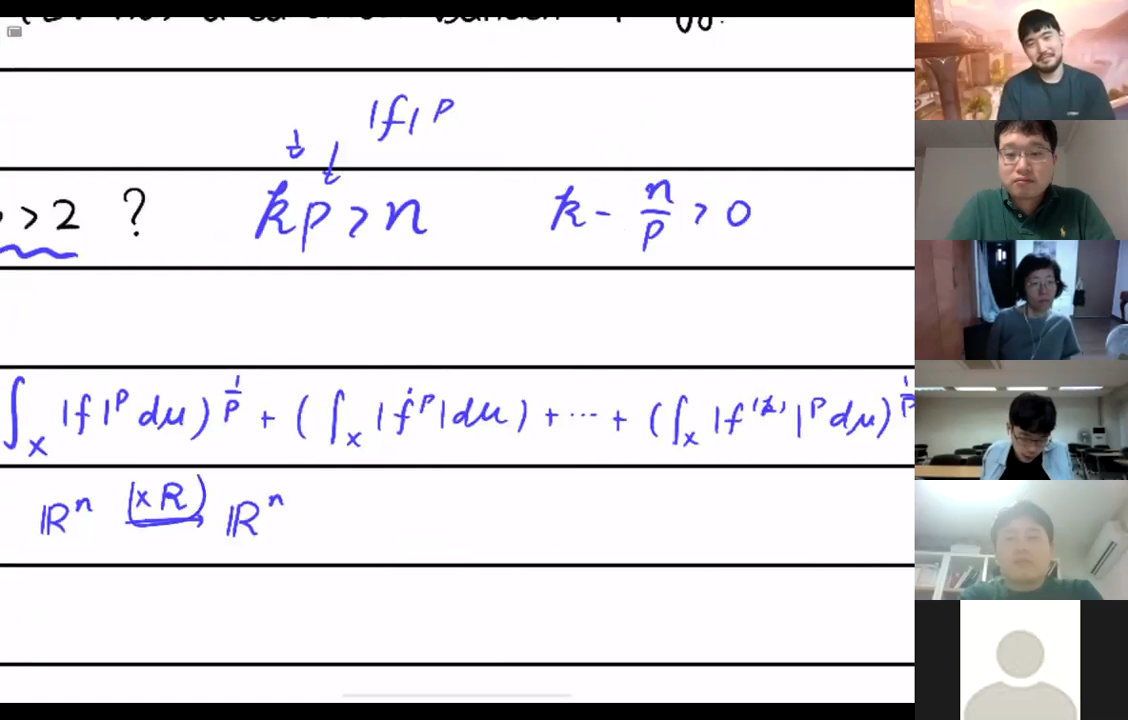 |f|^p
> 2 ? kp > n k - n/p > 0
∫_X |f|^p dμ)^{1/p} + (∫_X |ḟ^p| dμ) + ⋯ + (∫_X |f^{(k)}|^p dμ)^{1/p}
ℝ^n (×R) ℝ^n